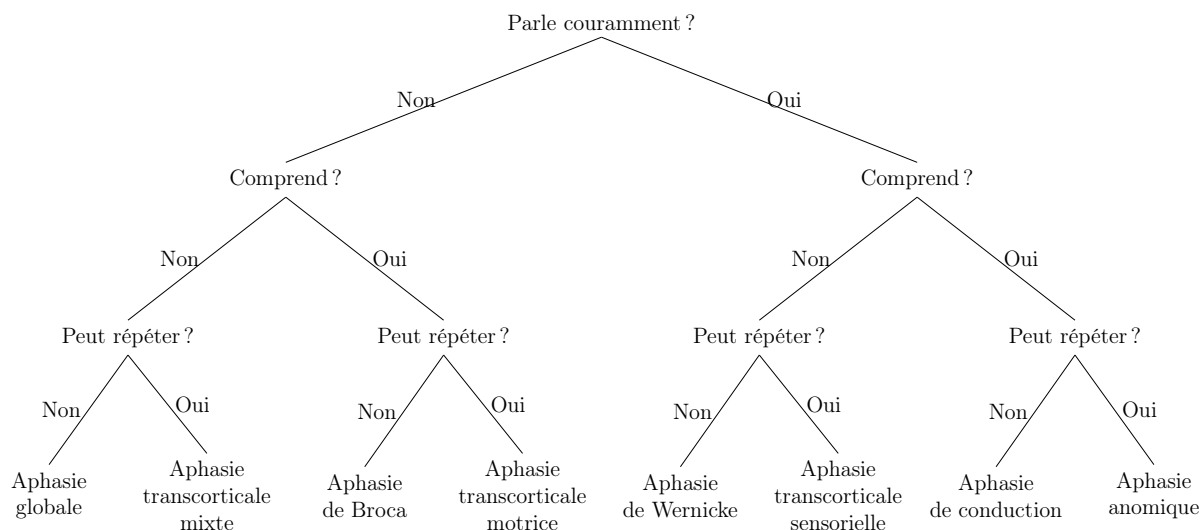 Parle couramment ?
Non
Oui
Comprend ?
Comprend ?
Non
Oui
Non
Oui
Peut répéter ?
Peut répéter ?
Peut répéter ?
Peut répéter ?
Non
Oui
Non
Oui
Non
Oui
Non
Oui
Aphasie
globale
Aphasie
transcorticale
mixte
Aphasie
de Broca
Aphasie
transcorticale
motrice
Aphasie
de Wernicke
Aphasie
transcorticale
sensorielle
Aphasie
de conduction
Aphasie
anomique